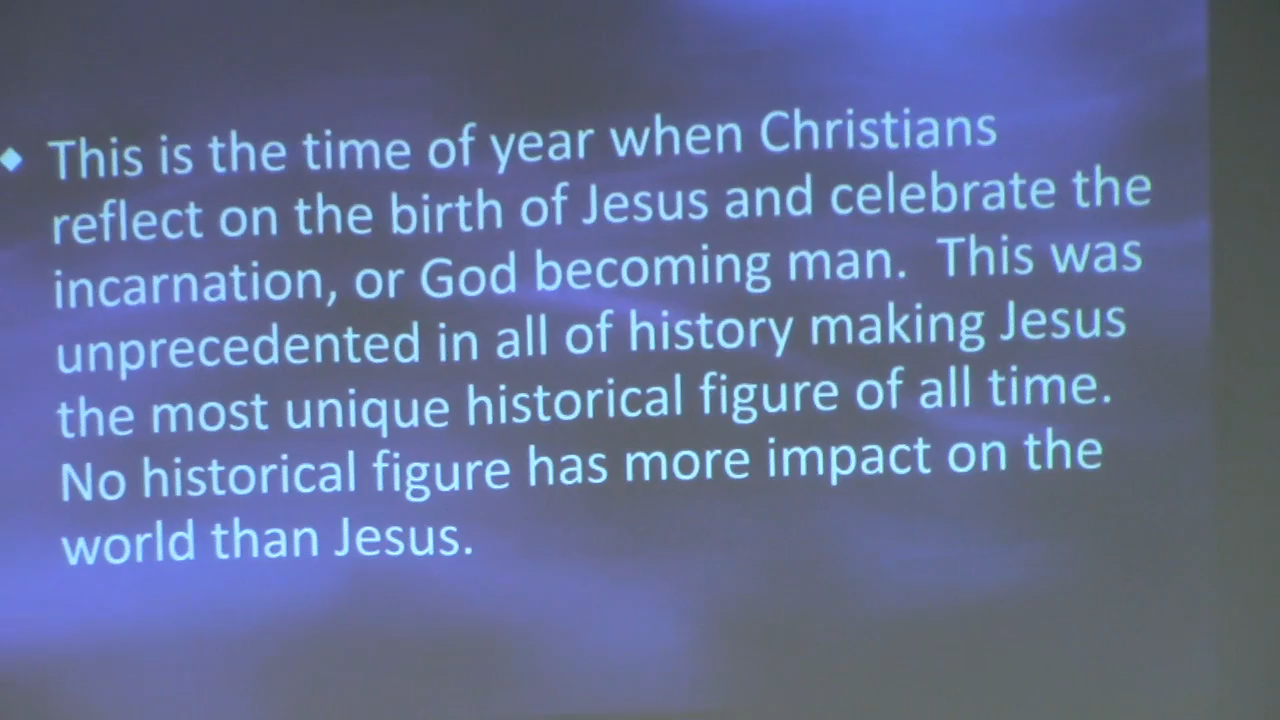 ◆ This is the time of year when Christians
reflect on the birth of Jesus and celebrate the
incarnation, or God becoming man.  This was
unprecedented in all of history making Jesus
the most unique historical figure of all time.
No historical figure has more impact on the
world than Jesus.